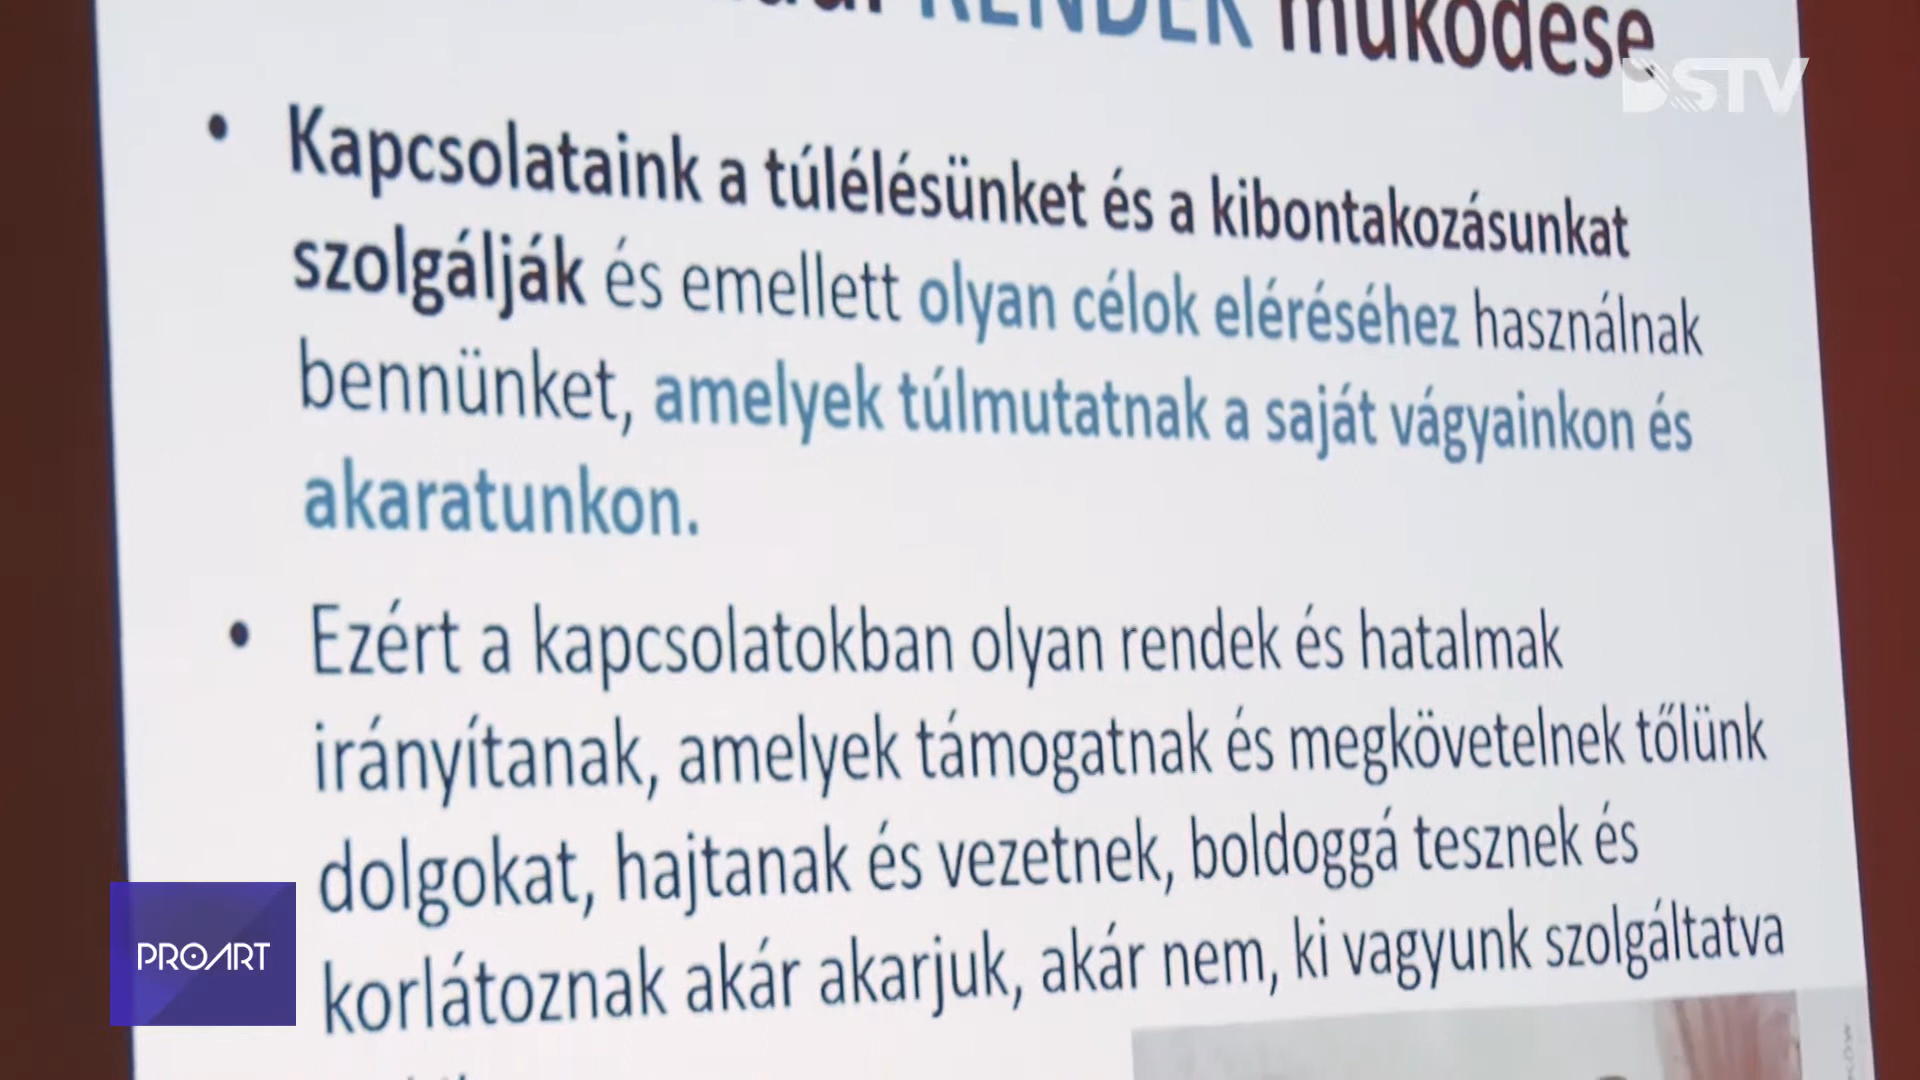 RENDEK működése
DSTV
• Kapcsolataink a túlélésünket és a kibontakozásunkat
szolgálják és emellett olyan célok eléréséhez használnak
bennünket, amelyek túlmutatnak a saját vágyainkon és
akaratunkon.
• Ezért a kapcsolatokban olyan rendek és hatalmak
irányítanak, amelyek támogatnak és megkövetelnek tőlünk
dolgokat, hajtanak és vezetnek, boldoggá tesznek és
korlátoznak akár akarjuk, akár nem, ki vagyunk szolgáltatva
PROART